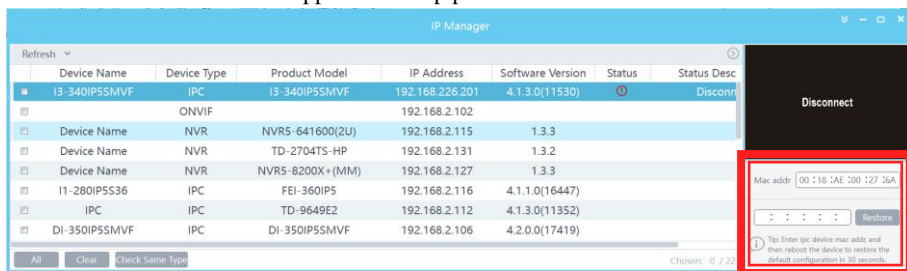 IP Manager
Refresh
Device Name Device Type Product Model IP Address Software Version Status Status Desc
I3-340IP5SMVF IPC I3-340IP5SMVF 192.168.226.201 4.1.3.0(11530) Disconn
ONVIF 192.168.2.102
Device Name NVR NVR5-641600(2U) 192.168.2.115 1.3.3
Device Name NVR TD-2704TS-HP 192.168.2.131 1.3.2
Device Name NVR NVR5-8200X+(MM) 192.168.2.127 1.3.3
I1-280IP5S36 IPC FEI-360IP5 192.168.2.116 4.1.1.0(16447)
IPC IPC TD-9649E2 192.168.2.112 4.1.3.0(11352)
DI-350IP5SMVF IPC DI-350IP5SMVF 192.168.2.106 4.2.0.0(17419)
All Clear Check Same Type Chosen: 0 / 22
Disconnect
Mac addr 00 : 18 : AE : 00 : 27 : 6A
: : : : : Restore
Tip: Enter ipc device mac addr, and
then reboot the device to restore the
default configuration in 30 seconds.